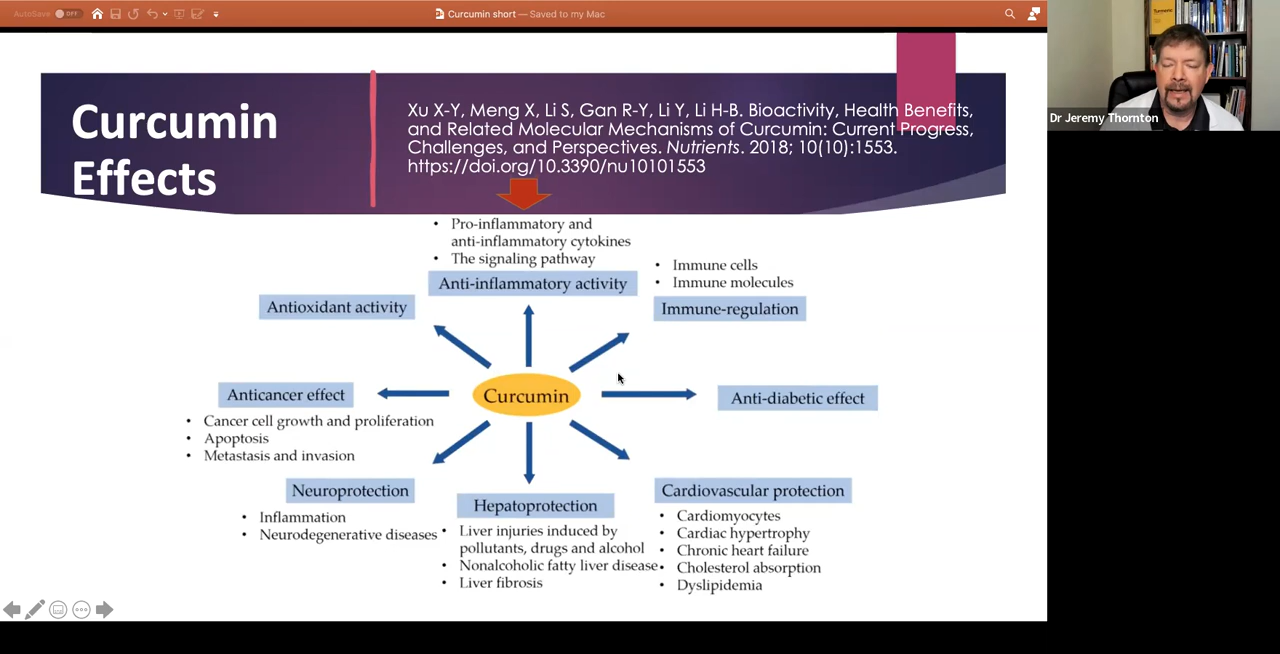 AutoSave OFF
Curcumin short — Saved to my Mac
Turmeric
Dr Jeremy Thornton
Curcumin
Effects
Xu X-Y, Meng X, Li S, Gan R-Y, Li Y, Li H-B. Bioactivity, Health Benefits,
and Related Molecular Mechanisms of Curcumin: Current Progress,
Challenges, and Perspectives. Nutrients. 2018; 10(10):1553.
https://doi.org/10.3390/nu10101553
• Pro-inflammatory and
anti-inflammatory cytokines
• The signaling pathway
Anti-inflammatory activity
• Immune cells
• Immune molecules
Immune-regulation
Antioxidant activity
Anticancer effect
• Cancer cell growth and proliferation
• Apoptosis
• Metastasis and invasion
Curcumin
Anti-diabetic effect
Neuroprotection
• Inflammation
• Neurodegenerative diseases
Hepatoprotection
• Liver injuries induced by
pollutants, drugs and alcohol
• Nonalcoholic fatty liver disease
• Liver fibrosis
Cardiovascular protection
• Cardiomyocytes
• Cardiac hypertrophy
• Chronic heart failure
• Cholesterol absorption
• Dyslipidemia